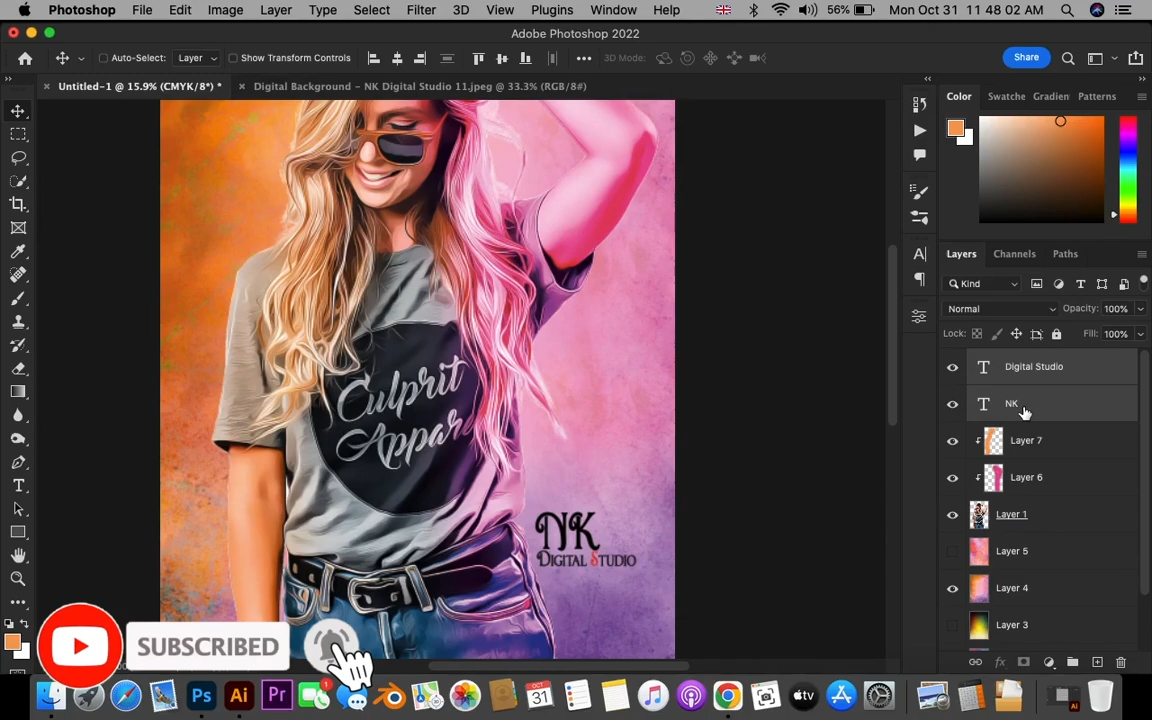 Photoshop File Edit Image Layer Type Select Filter 3D View Plugins Window Help 56% Mon Oct 31 11 48 02 AM
Adobe Photoshop 2022
Auto-Select: Layer Show Transform Controls 3D Mode: Share
Untitled-1 @ 15.9% (CMYK/8*) * Digital Background – NK Digital Studio 11.jpeg @ 33.3% (RGB/8#)
Color Swatche Gradien Patterns
Layers Channels Paths
Kind
Normal Opacity: 100%
Lock: Fill: 100%
Digital Studio
NK
Layer 7
Layer 6
Layer 1
Layer 5
Layer 4
Layer 3
Culprit
NK
Digital Studio
SUBSCRIBED